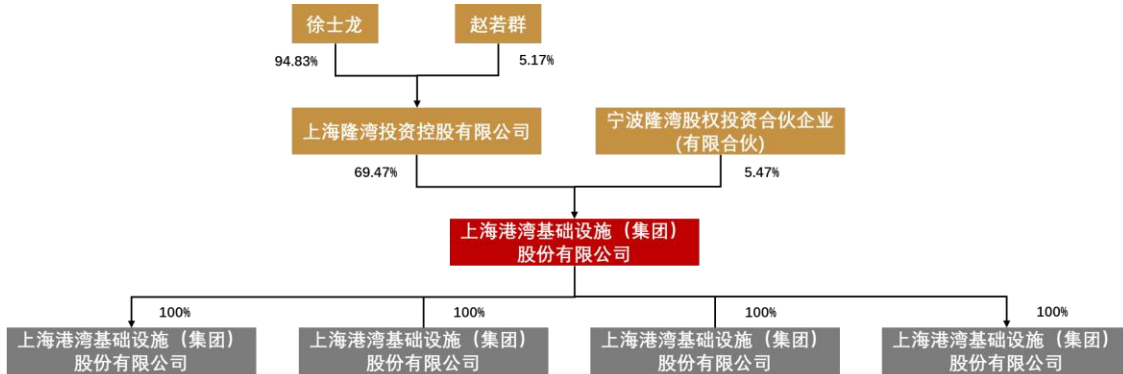 徐士龙
赵若群
94.83%
5.17%
上海隆湾投资控股有限公司
宁波隆湾股权投资合伙企业
(有限合伙)
69.47%
5.47%
上海港湾基础设施（集团）
股份有限公司
100%
100%
100%
100%
上海港湾基础设施（集团）
股份有限公司
上海港湾基础设施（集团）
股份有限公司
上海港湾基础设施（集团）
股份有限公司
上海港湾基础设施（集团）
股份有限公司